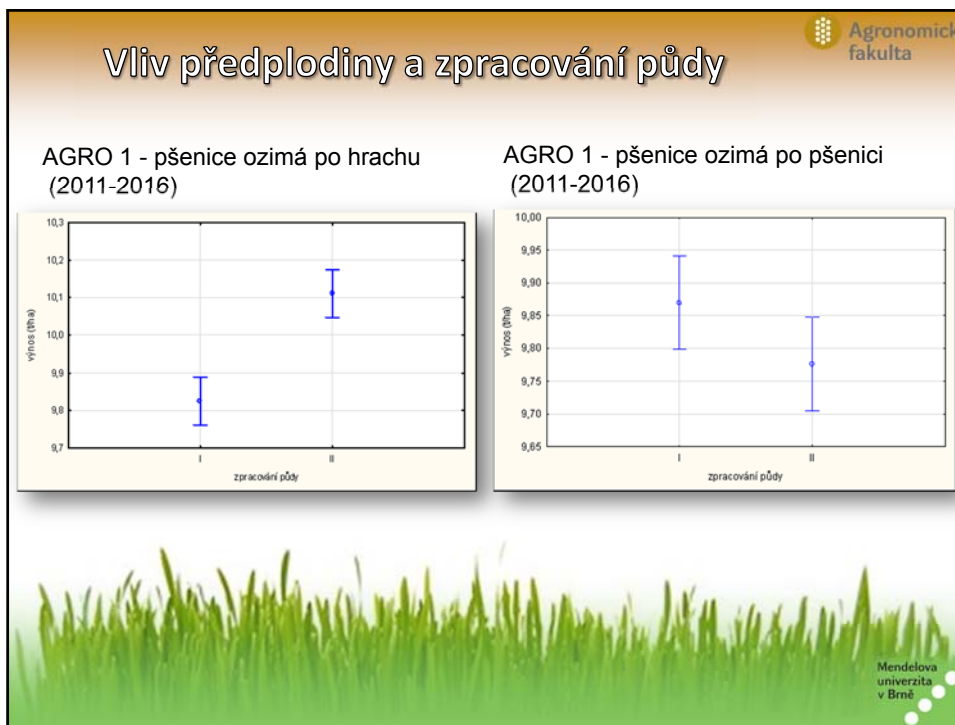 Agronomick
fakulta
Vliv předplodiny a zpracování půdy
AGRO 1 - pšenice ozimá po hrachu
(2011-2016)
10,3
10,2
10,1
10,0
9,9
9,8
9,7
výnos (t/ha)
I
II
zpracování půdy
AGRO 1 - pšenice ozimá po pšenici
(2011-2016)
10,00
9,95
9,90
9,85
9,80
9,75
9,70
9,65
výnos (t/ha)
I
II
zpracování půdy
Mendelova
univerzita
v Brně